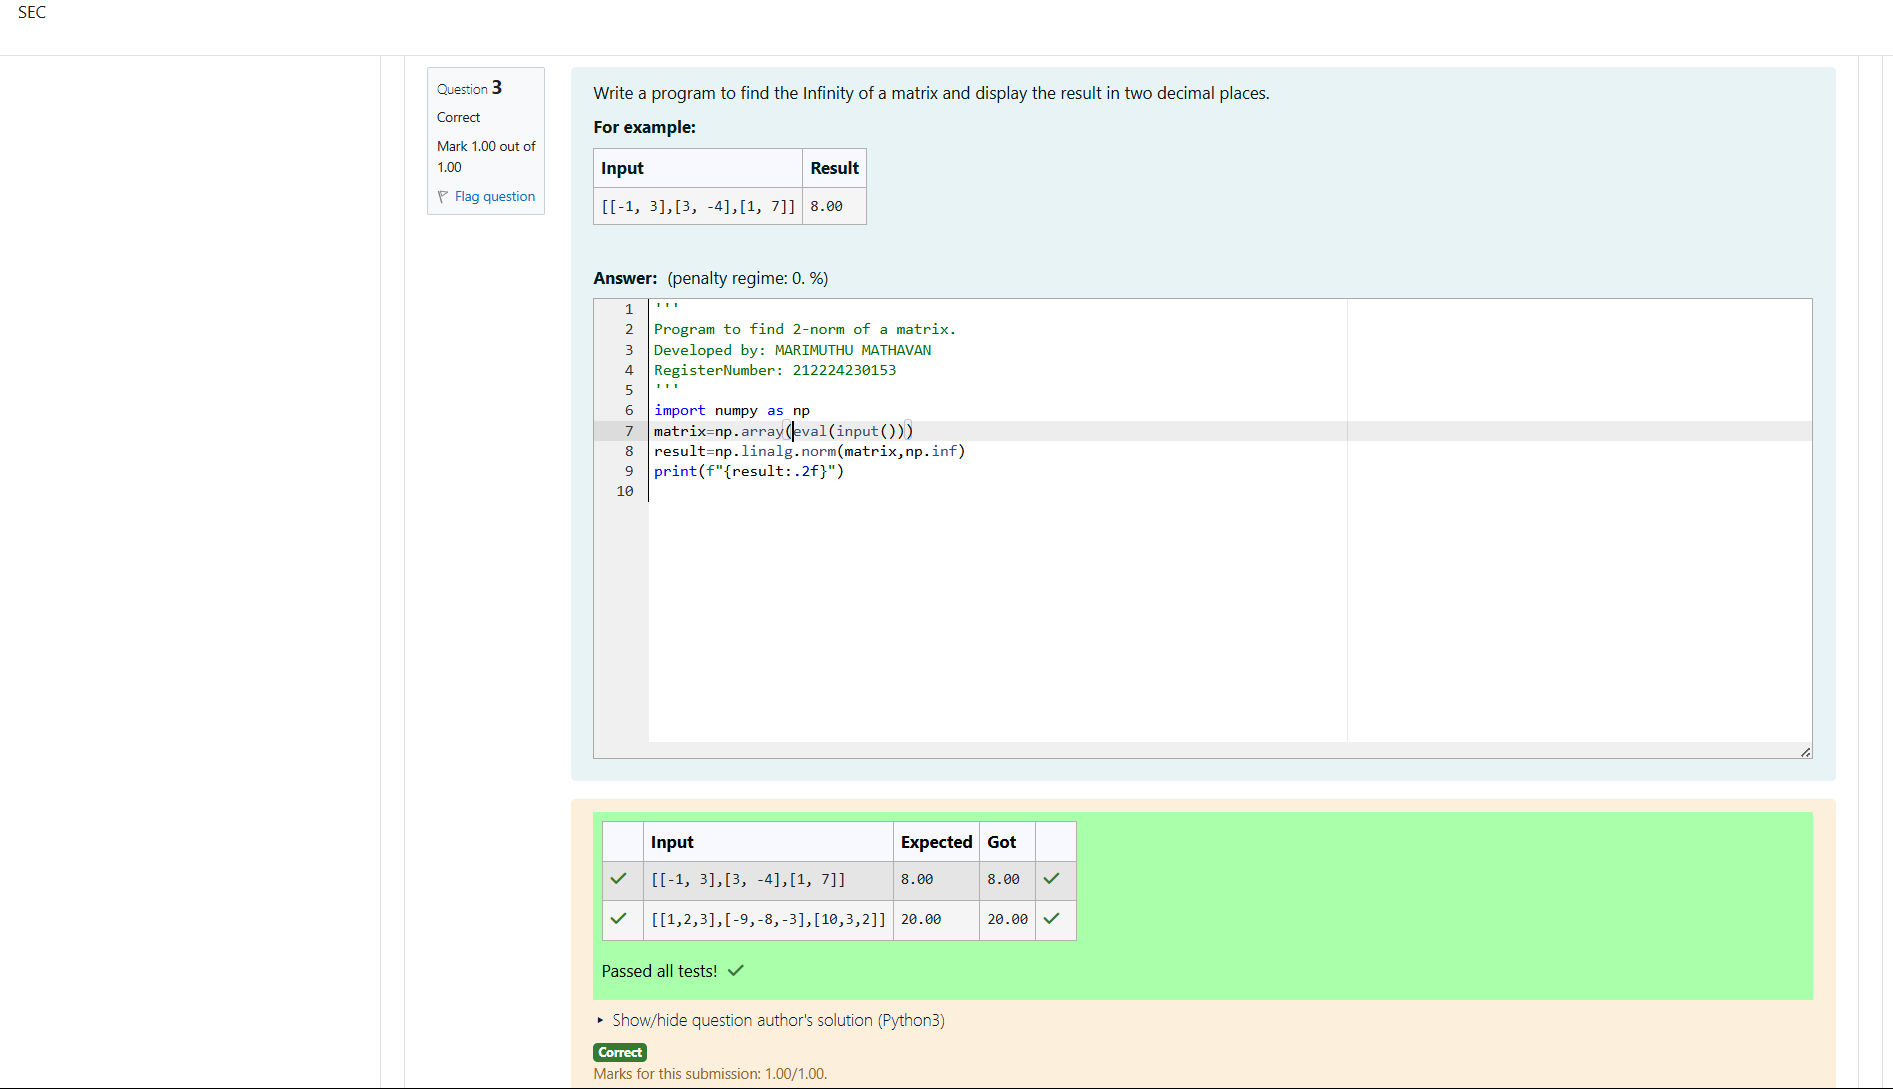 SEC
Question 3
Correct
Mark 1.00 out of
1.00
Flag question
Write a program to find the Infinity of a matrix and display the result in two decimal places.
For example:
Input Result
[[-1, 3],[3, -4],[1, 7]] 8.00
Answer: (penalty regime: 0. %)
1 '''
2 Program to find 2-norm of a matrix.
3 Developed by: MARIMUTHU MATHAVAN
4 RegisterNumber: 212224230153
5 '''
6 import numpy as np
7 matrix=np.array(eval(input()))
8 result=np.linalg.norm(matrix,np.inf)
9 print(f"{result:.2f}")
10
Input Expected Got
[[-1, 3],[3, -4],[1, 7]] 8.00 8.00
[[1,2,3],[-9,-8,-3],[10,3,2]] 20.00 20.00
Passed all tests!
Show/hide question author's solution (Python3)
Correct
Marks for this submission: 1.00/1.00.